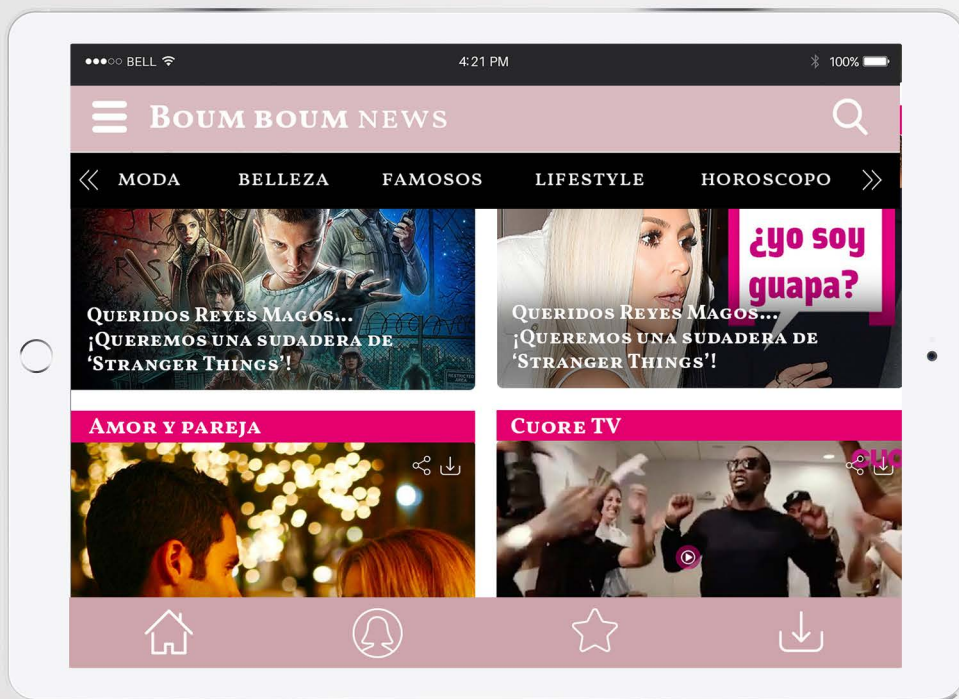 BELL
4:21 PM
100%
BOUM BOUM NEWS
MODA
BELLEZA
FAMOSOS
LIFESTYLE
HOROSCOPO
QUERIDOS REYES MAGOS...
¡QUEREMOS UNA SUDADERA DE
‘STRANGER THINGS’!
¿yo soy
guapa?
QUERIDOS REYES MAGOS...
¡QUEREMOS UNA SUDADERA DE
‘STRANGER THINGS’!
AMOR Y PAREJA
CUORE TV